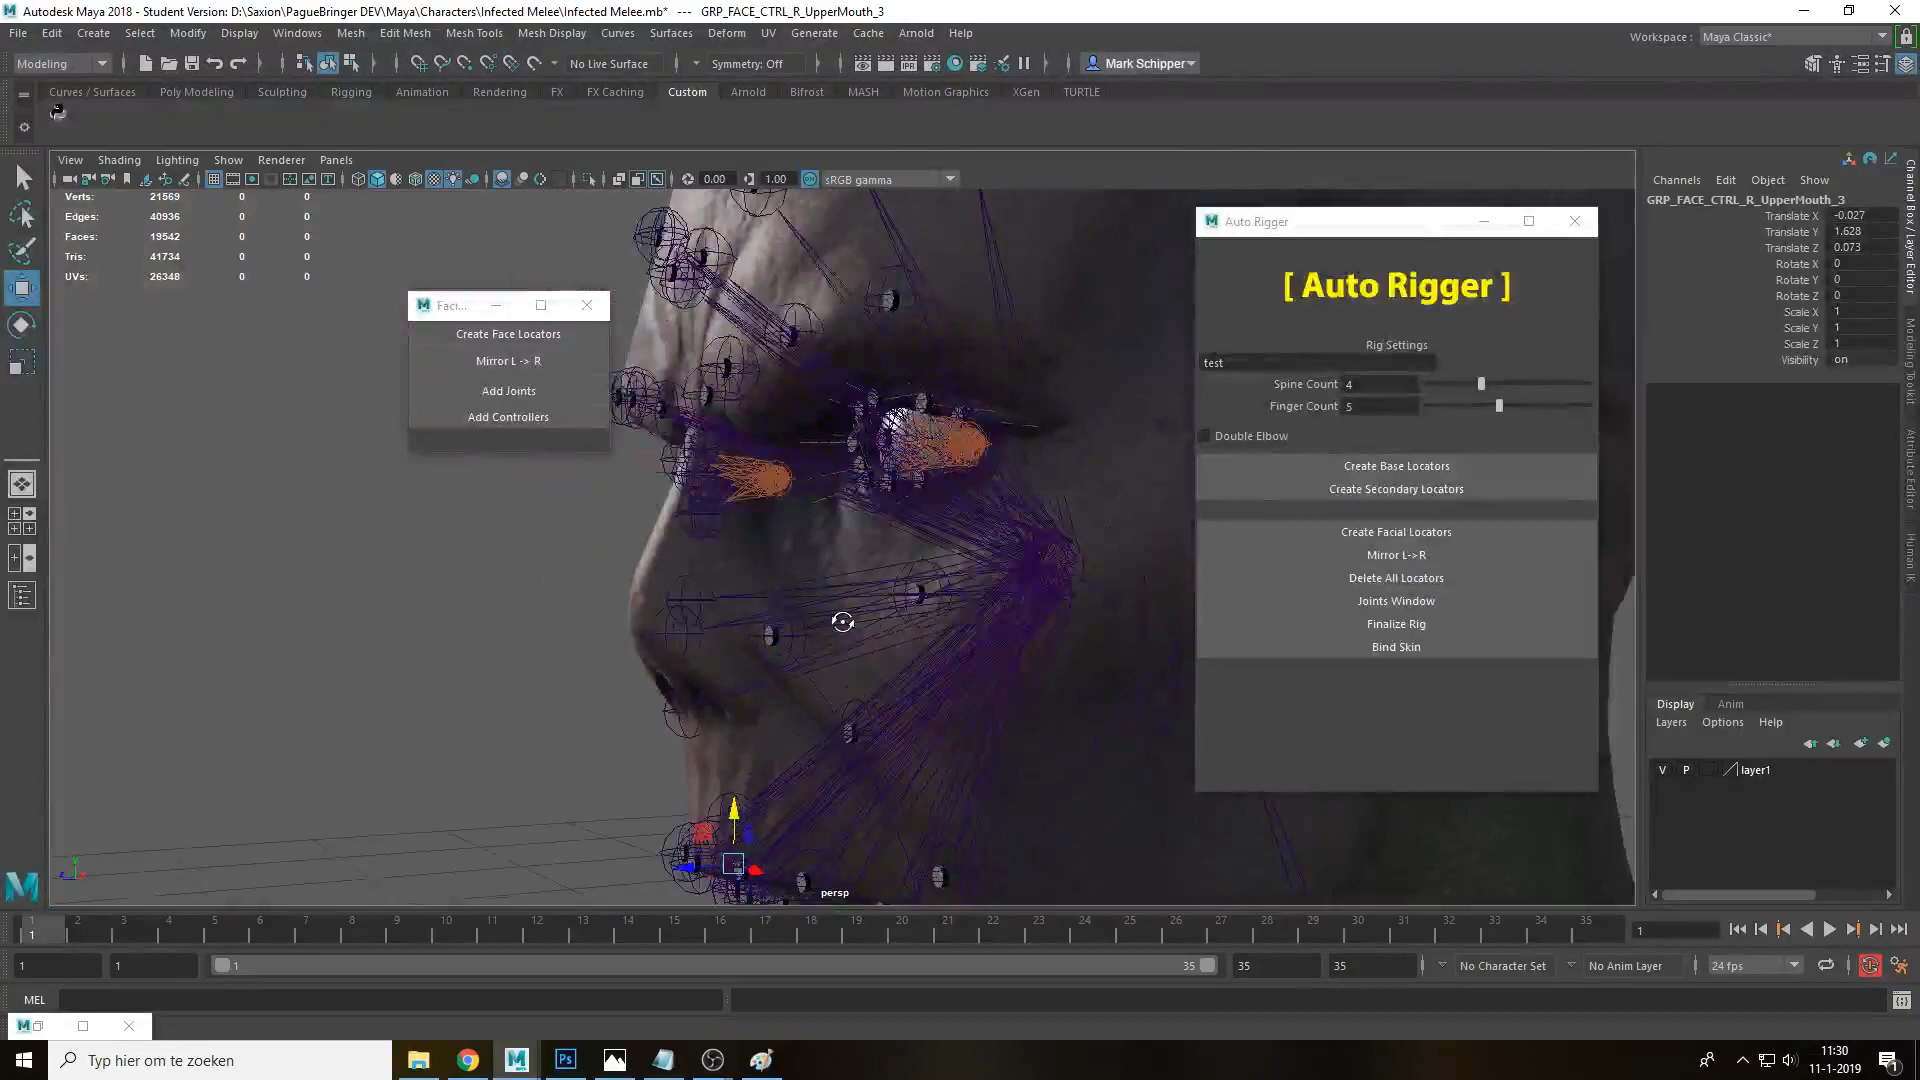 Autodesk Maya 2018 - Student Version: D:\Saxion\PagueBringer DEV\Maya\Characters\Infected Melee\Infected Melee.mb* --- GRP_FACE_CTRL_R_UpperMouth_3
File Edit Create Select Modify Display Windows Mesh Edit Mesh Mesh Tools Mesh Display Curves Surfaces Deform UV Generate Cache Arnold Help
Workspace : Maya Classic*
Modeling No Live Surface Symmetry: Off Mark Schipper
Curves / Surfaces Poly Modeling Sculpting Rigging Animation Rendering FX FX Caching Custom Arnold Bifrost MASH Motion Graphics XGen TURTLE
View Shading Lighting Show Renderer Panels
0.00 1.00 sRGB gamma
Verts: 21569 0 0
Edges: 40936 0 0
Faces: 19542 0 0
Tris: 41734 0 0
UVs: 26348 0 0
Faci...
Create Face Locators
Mirror L -> R
Add Joints
Add Controllers
Auto Rigger
[ Auto Rigger ]
Rig Settings
test
Spine Count 4
Finger Count 5
Double Elbow
Create Base Locators
Create Secondary Locators
Create Facial Locators
Mirror L->R
Delete All Locators
Joints Window
Finalize Rig
Bind Skin
Channels Edit Object Show
GRP_FACE_CTRL_R_UpperMouth_3
Translate X -0.027
Translate Y 1.628
Translate Z 0.073
Rotate X 0
Rotate Y 0
Rotate Z 0
Scale X 1
Scale Y 1
Scale Z 1
Visibility on
Channel Box / Layer Editor
Modeling Toolkit
Attribute Editor
Human IK
Display Anim
Layers Options Help
V P layer1
persp
1 2 3 4 5 6 7 8 9 10 11 12 13 14 15 16 17 18 19 20 21 22 23 24 25 26 27 28 29 30 31 32 33 34 35
1 1
1 1 1 35 35 35 No Character Set No Anim Layer 24 fps
MEL
Typ hier om te zoeken
11:30
11-1-2019